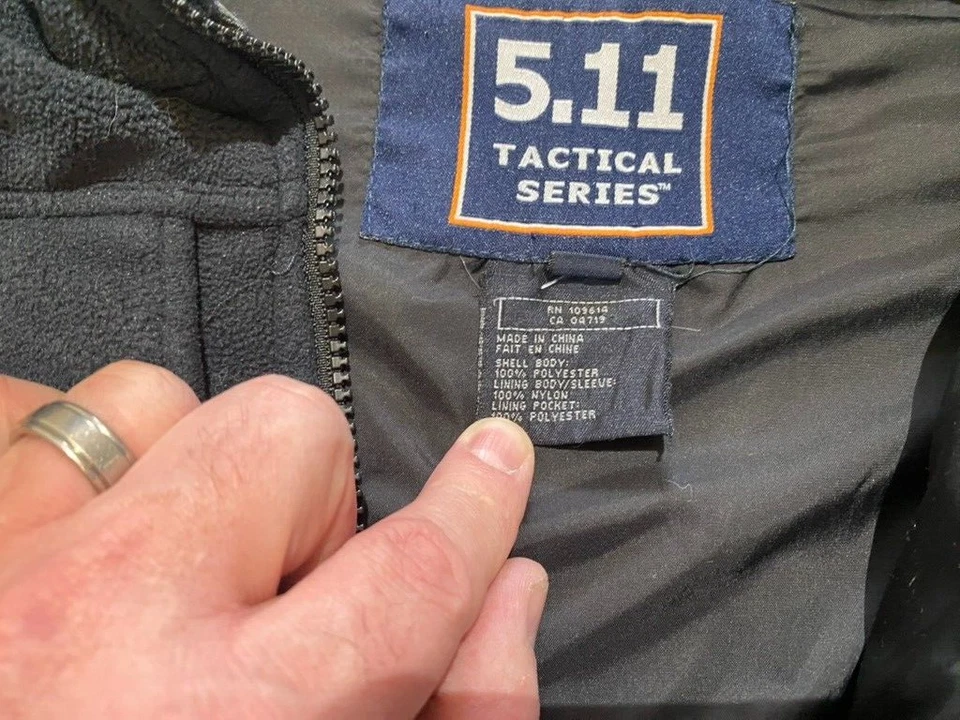 5.11
TACTICAL
SERIES™
RN 109614
CA 04719
MADE IN CHINA
FAIT EN CHINE
SHELL BODY:
100% POLYESTER
LINING BODY/SLEEVE:
100% NYLON
LINING POCKET:
100% POLYESTER